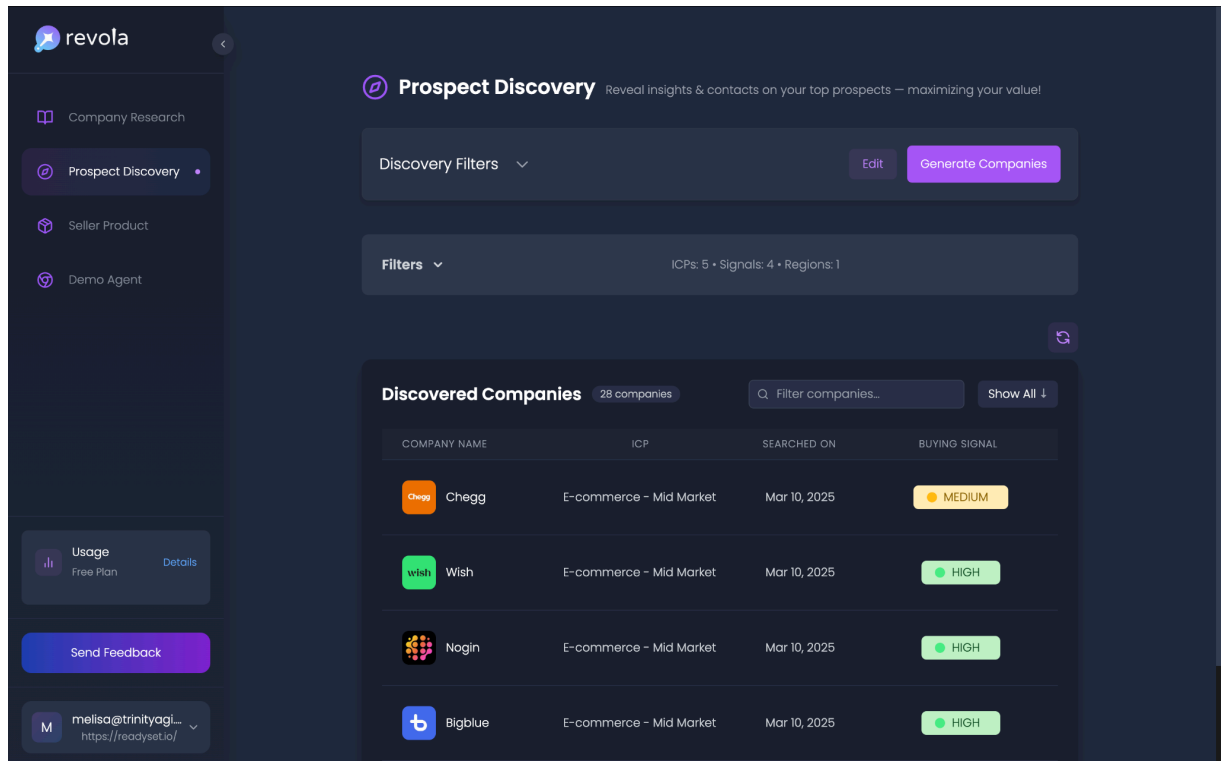 revola
Company Research
Prospect Discovery
Seller Product
Demo Agent
Usage
Free Plan
Details
Send Feedback
M
melisa@trinityagi....
https://readyset.io/
Prospect Discovery Reveal insights & contacts on your top prospects — maximizing your value!
Discovery Filters
Edit
Generate Companies
Filters
ICPs: 5 • Signals: 4 • Regions: 1
Discovered Companies 28 companies
Filter companies...
Show All ↓
COMPANY NAME ICP SEARCHED ON BUYING SIGNAL
Chegg Chegg E-commerce - Mid Market Mar 10, 2025 MEDIUM
wish Wish E-commerce - Mid Market Mar 10, 2025 HIGH
Nogin E-commerce - Mid Market Mar 10, 2025 HIGH
b Bigblue E-commerce - Mid Market Mar 10, 2025 HIGH